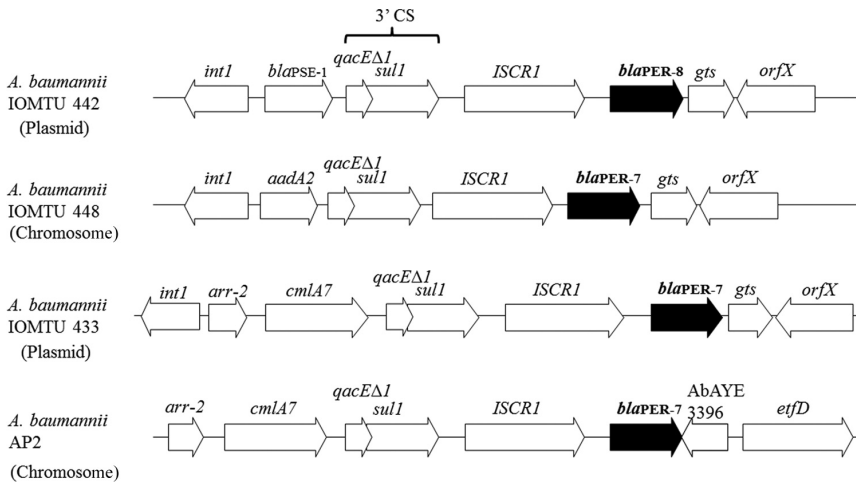 3’ CS
qacEΔ1
int1 blaPSE-1 sul1 ISCR1 blaPER-8 gts orfX
A. baumannii
IOMTU 442
(Plasmid)
qacEΔ1
int1 aadA2 sul1 ISCR1 blaPER-7 gts orfX
A. baumannii
IOMTU 448
(Chromosome)
qacEΔ1
int1 arr-2 cmlA7 sul1 ISCR1 blaPER-7 gts orfX
A. baumannii
IOMTU 433
(Plasmid)
qacEΔ1 AbAYE
arr-2 cmlA7 sul1 ISCR1 blaPER-7 3396 etfD
A. baumannii
AP2
(Chromosome)